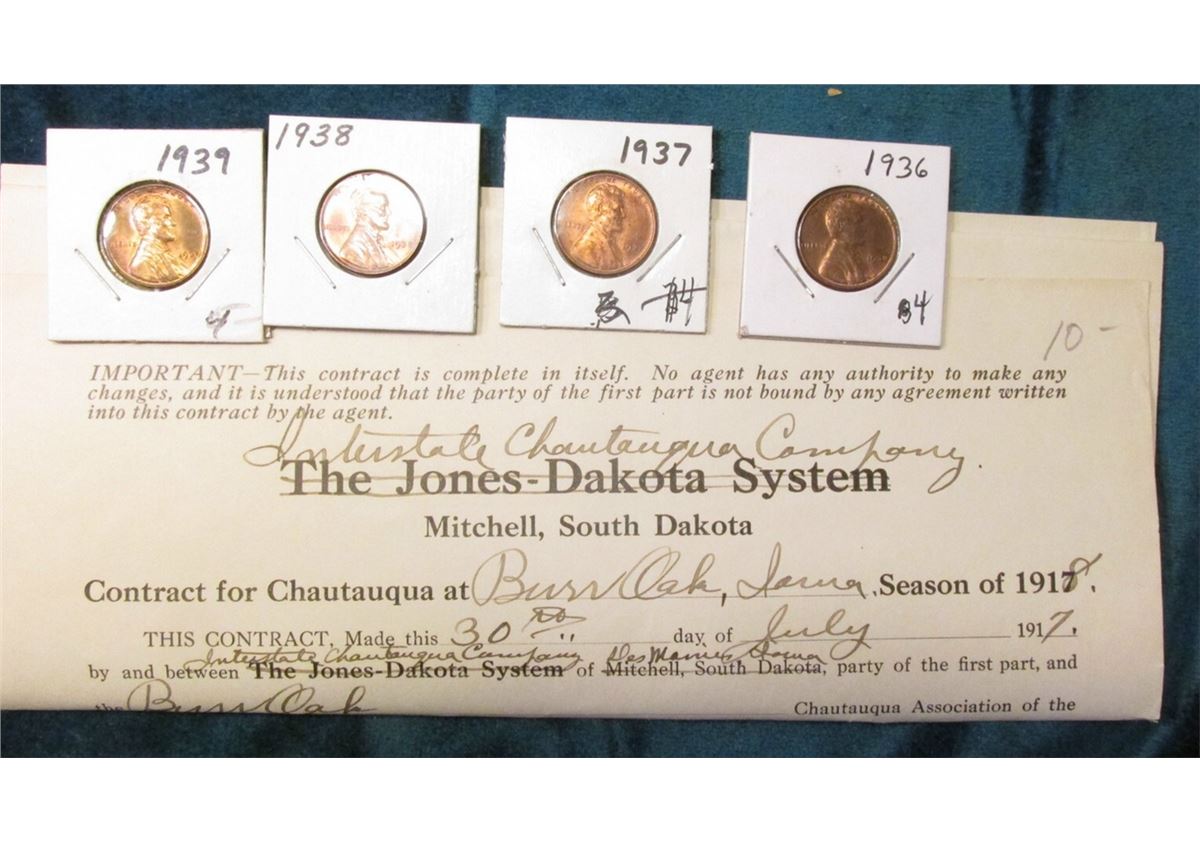 1939
1938
1937
1936
84
10-
IMPORTANT—This contract is complete in itself. No agent has any authority to make any
changes, and it is understood that the party of the first part is not bound by any agreement written
into this contract by the agent.
Interstate Chautauqua Company
The Jones-Dakota System
Mitchell, South Dakota
Contract for Chautauqua at Burr Oak, Iowa, Season of 1918.
THIS CONTRACT, Made this 30 day of July 1917.
Interstate Chautauqua Company Des Moines Iowa
by and between The Jones-Dakota System of Mitchell, South Dakota, party of the first part, and
the Burr Oak Chautauqua Association of the